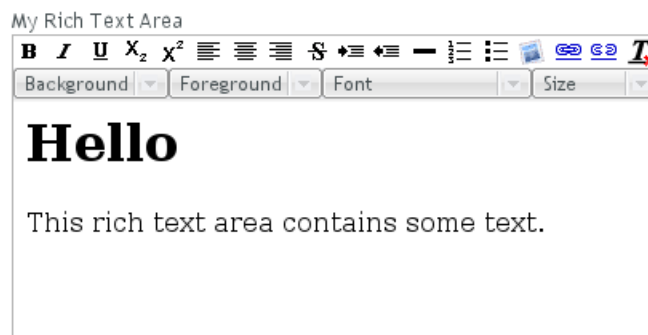 My Rich Text Area
B I U X₂ X² S T
Background Foreground Font Size
Hello
This rich text area contains some text.